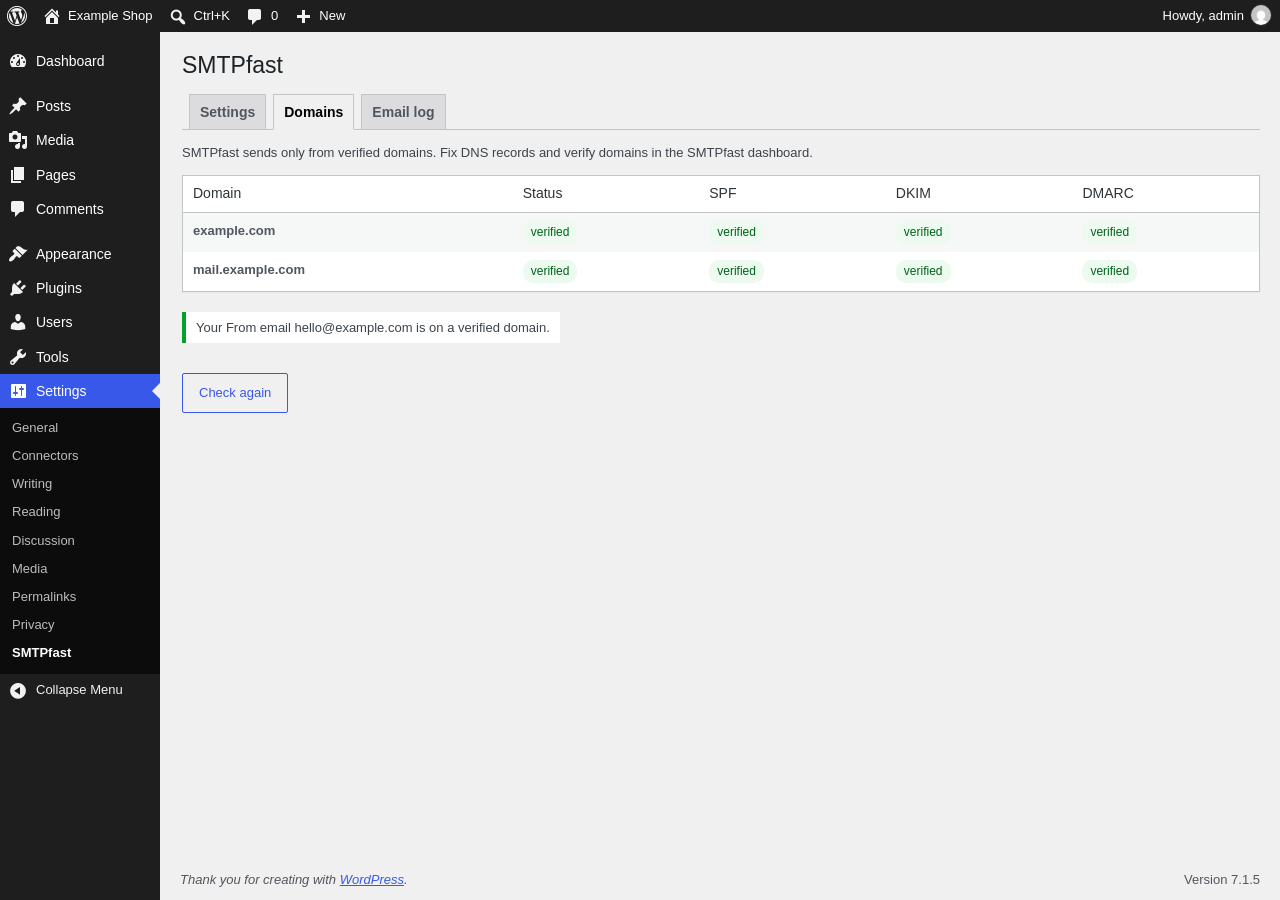 Example Shop
Ctrl+K
0
New
Howdy, admin
Dashboard
Posts
Media
Pages
Comments
Appearance
Plugins
Users
Tools
Settings
General
Connectors
Writing
Reading
Discussion
Media
Permalinks
Privacy
SMTPfast
Collapse Menu
SMTPfast
Settings
Domains
Email log
SMTPfast sends only from verified domains. Fix DNS records and verify domains in the SMTPfast dashboard.
Domain Status SPF DKIM DMARC
example.com verified verified verified verified
mail.example.com verified verified verified verified
Your From email hello@example.com is on a verified domain.
Check again
Thank you for creating with WordPress.
Version 7.1.5